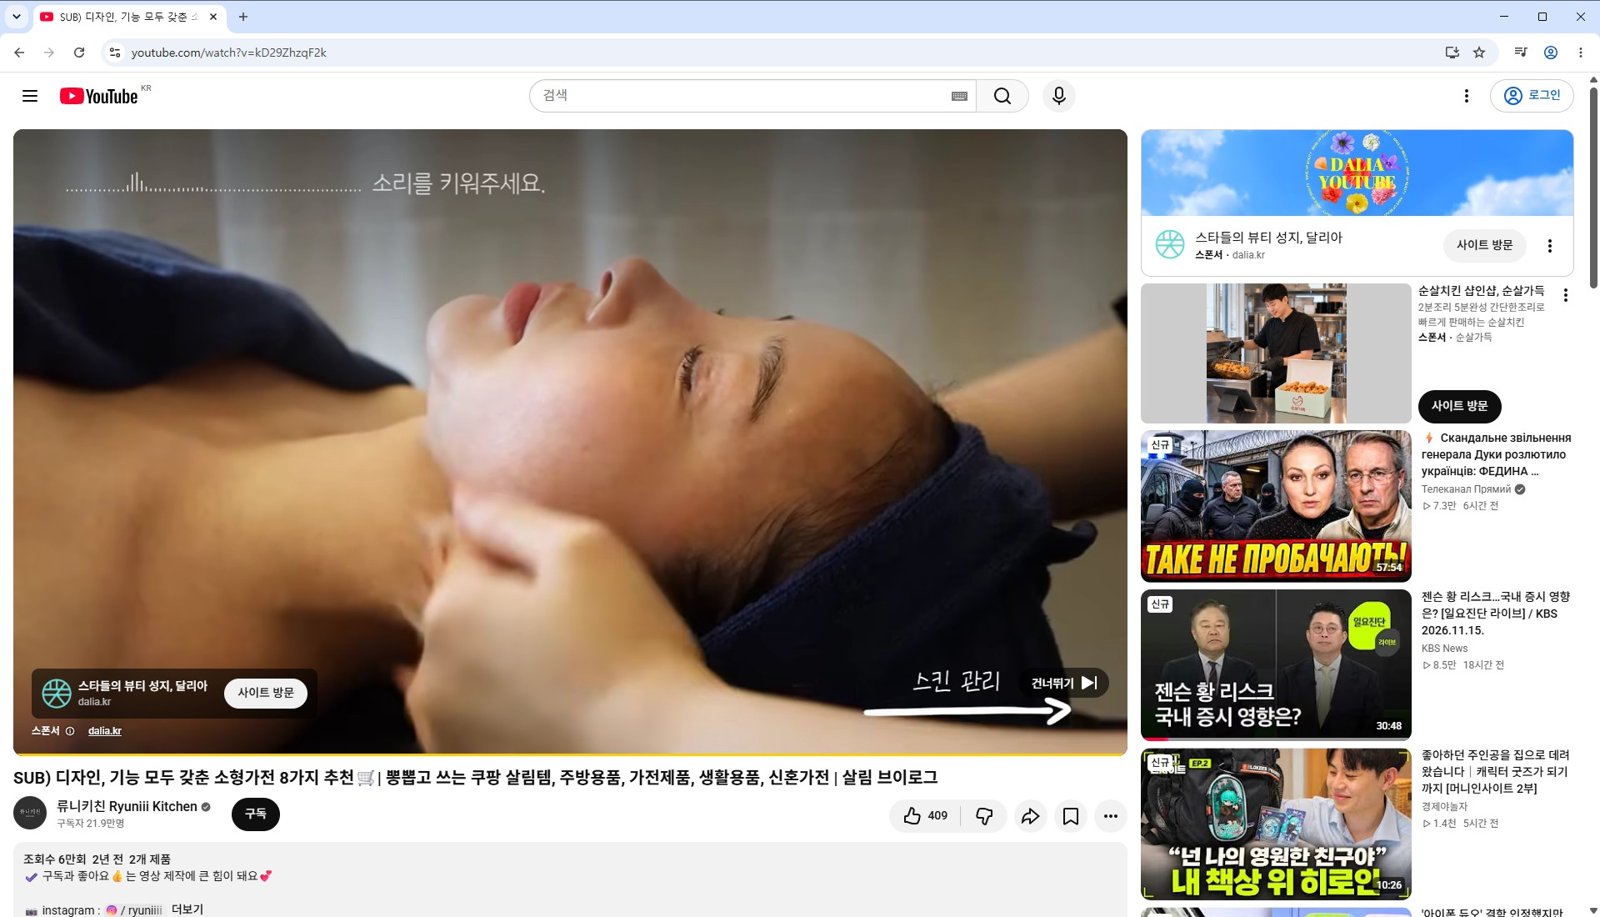 SUB) 디자인, 기능 모두 갖춘 소
youtube.com/watch?v=kD29ZhzqF2k
YouTube KR
검색
로그인
소리를 키워주세요.
스킨 관리
건너뛰기
스타들의 뷰티 성지, 달리아
dalia.kr
사이트 방문
스폰서
dalia.kr
SUB) 디자인, 기능 모두 갖춘 소형가전 8가지 추천🛒| 뽕뽑고 쓰는 쿠팡 살림템, 주방용품, 가전제품, 생활용품, 신혼가전 | 살림 브이로그
류니키친 Ryuniii Kitchen
구독자 21.9만명
구독
409
조회수 6만회 2년 전 2개 제품
✔️ 구독과 좋아요👍는 영상 제작에 큰 힘이 돼요💕
📷 instagram : / ryuniiii 더보기
DALIA
YOUTUBE
스타들의 뷰티 성지, 달리아
스폰서 · dalia.kr
사이트 방문
순살치킨 샵인샵, 순살가득
2분조리 5분완성 간단한조리로
빠르게 판매하는 순살치킨
스폰서 · 순살가득
사이트 방문
신규
TAKE НЕ ПРОБАЧАЮТЬ!
57:54
⚡ Скандальне звільнення
генерала Дуки розлютило
українців: ФЕДИНА ...
Телеканал Прямий
7.3만 6시간 전
신규
일요진단
라이브
젠슨 황 리스크
국내 증시 영향은?
30:48
젠슨 황 리스크...국내 증시 영향
은? [일요진단 라이브] / KBS
2026.11.15.
KBS News
8.5만 18시간 전
신규
EP.2
“넌 나의 영원한 친구야”
내 책상 위 히로인
10:26
좋아하던 주인공을 집으로 데려
왔습니다｜캐릭터 굿즈가 되기
까지 [머니인사이트 2부]
경제야놀자
1.4천 5시간 전